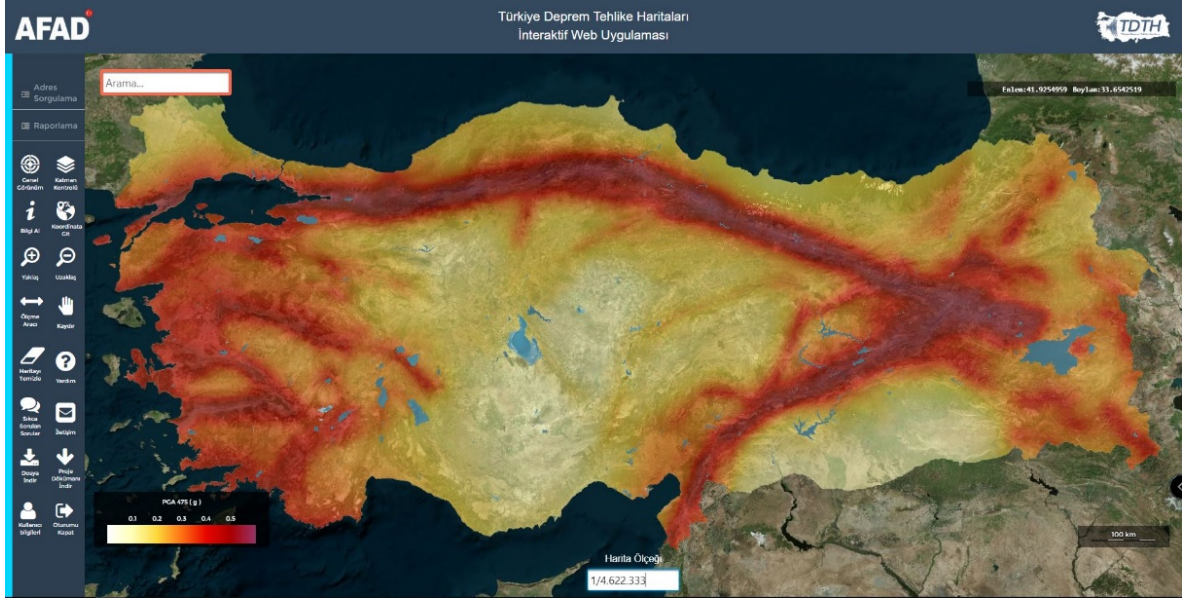 AFAD
Türkiye Deprem Tehlike Haritaları
İnteraktif Web Uygulaması
TDTH
Arama...
Enlem:41.9254959 Boylam:33.6542519
Adres
Sorgulama
Raporlama
Genel
Görünüm
Katman
Kontrolü
Bilgi Al
Koordinata
Git
Yaklaş
Uzaklaş
Ölçme
Aracı
Kaydır
Haritayı
Temizle
Yardım
Sıkca
Sorulan
Sorular
İletişim
Dosya
İndir
Proje
Dökümanı
İndir
Kullanıcı
bilgileri
Oturumu
Kapat
PGA 475 ( g )
0.1 0.2 0.3 0.4 0.5
100 km
Harita Ölçeği
1/4.622.333